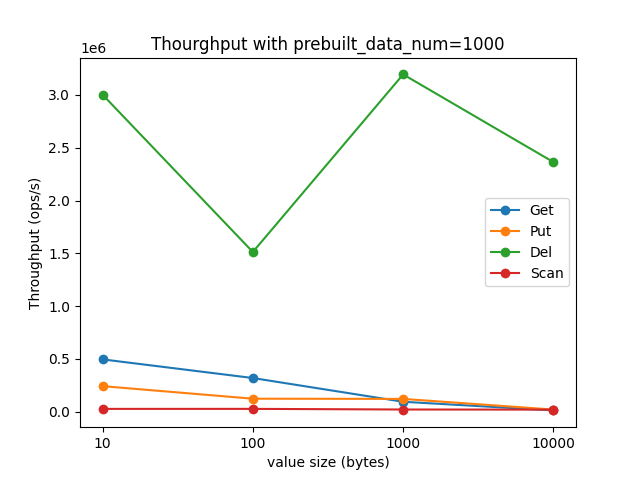 Thourghput with prebuilt_data_num=1000
1e6
3.0
2.5
2.0
1.5
1.0
0.5
0.0
Throughput (ops/s)
Get
Put
Del
Scan
10 100 1000 10000
value size (bytes)